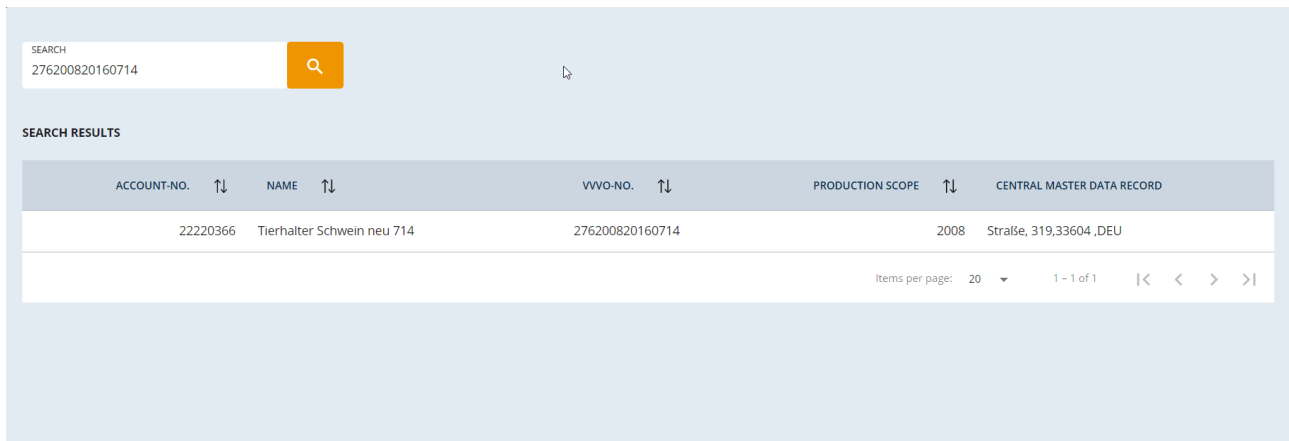 SEARCH
276200820160714
SEARCH RESULTS
ACCOUNT-NO. NAME VVVO-NO. PRODUCTION SCOPE CENTRAL MASTER DATA RECORD
22220366 Tierhalter Schwein neu 714 276200820160714 2008 Straße, 319,33604 ,DEU
Items per page: 20 1 – 1 of 1